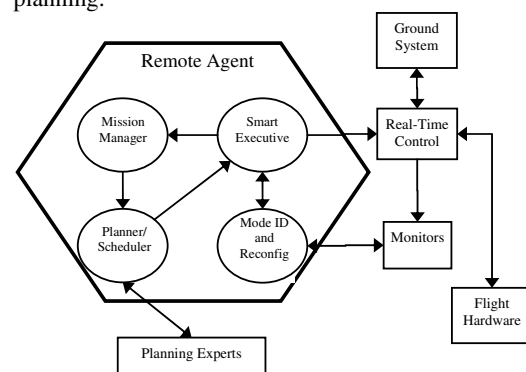 planning.
Ground
System
Remote Agent
Mission
Manager
Smart
Executive
Real-Time
Control
Planner/
Scheduler
Mode ID
and
Reconfig
Monitors
Flight
Hardware
Planning Experts